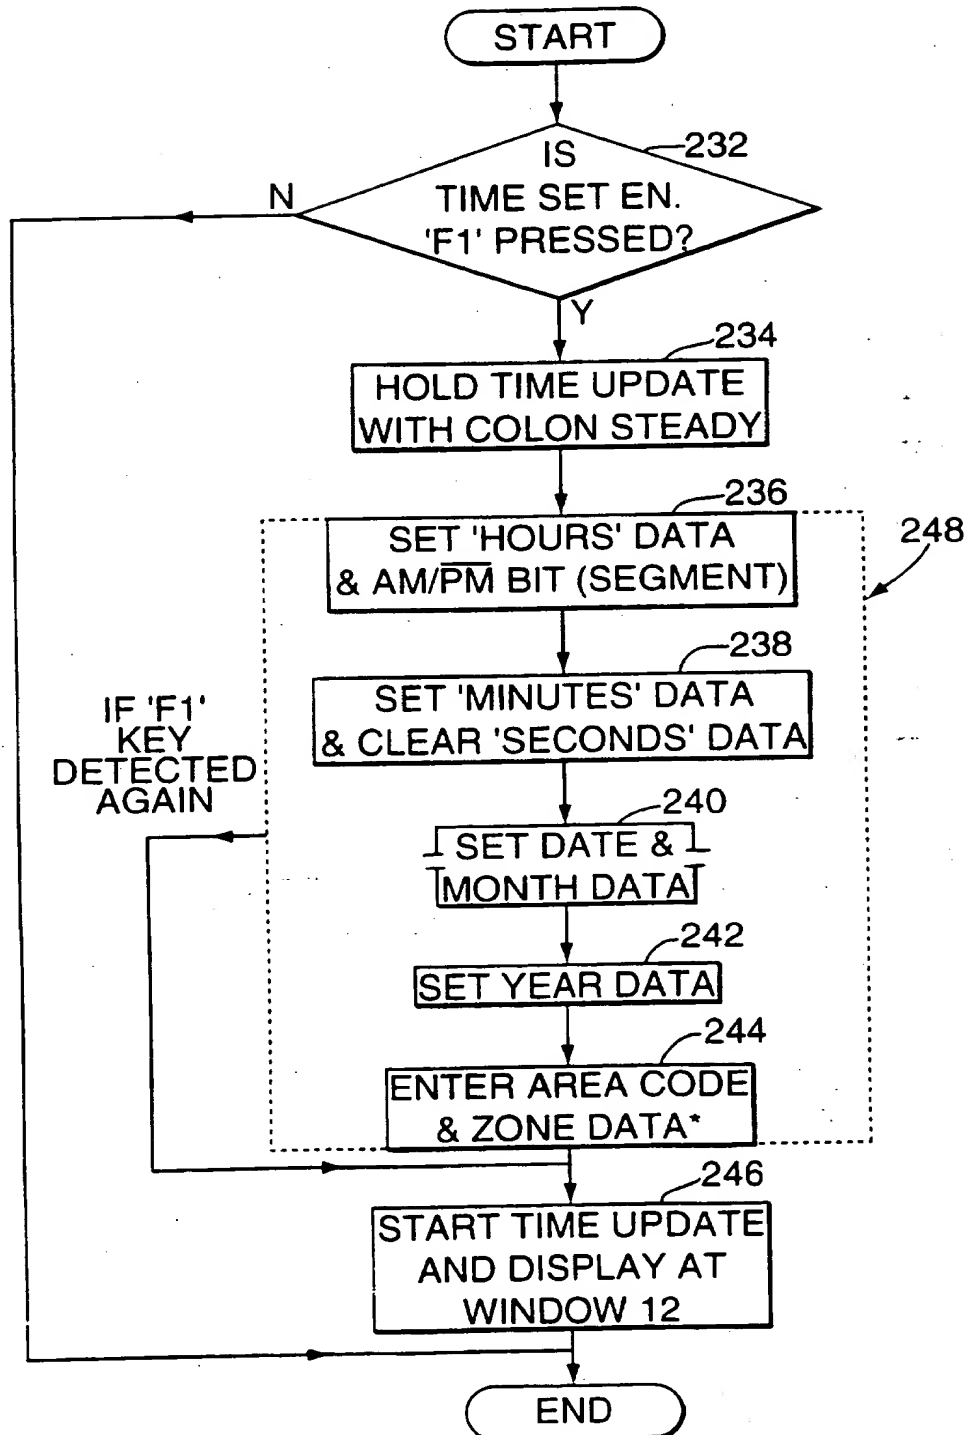 START
232
IS
TIME SET EN.
'F1' PRESSED?
N
Y
234
HOLD TIME UPDATE
WITH COLON STEADY
236
SET 'HOURS' DATA
& AM/P̅M̅ BIT (SEGMENT)
248
238
SET 'MINUTES' DATA
& CLEAR 'SECONDS' DATA
IF 'F1'
KEY
DETECTED
AGAIN
240
SET DATE &
MONTH DATA
242
SET YEAR DATA
244
ENTER AREA CODE
& ZONE DATA*
246
START TIME UPDATE
AND DISPLAY AT
WINDOW 12
END